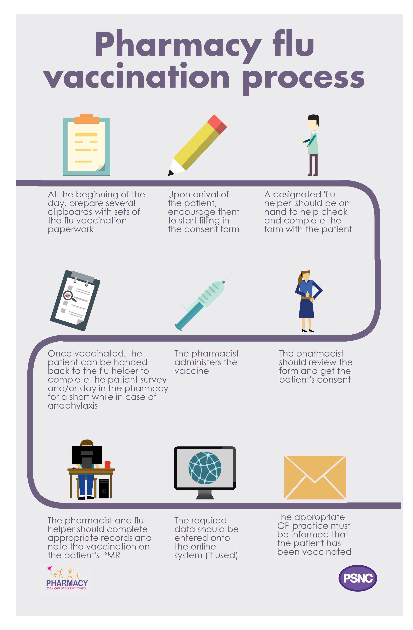 Pharmacy flu
vaccination process
At the beginning of the
day, prepare several
clipboards with sets of
the flu vaccination
paperwork
Upon arrival of
the patient,
encourage them
to start filling in
the consent form
A designated 'flu
helper should be on
hand to help check
and complete the
form with the patient
Once vaccinated, the
patient can be handed
back to the flu helper to
complete the patient survey
and/or stay in the pharmacy
for a short while in case of
anaphylaxis
The pharmacist
administers the
vaccine
The pharmacist
should review the
form and get the
patient's consent
The pharmacist and flu
helper should complete
appropriate records and
note the vaccination on
the patient's PMR
The required
data should be
entered onto
the online
system (if used)
The appropriate
GP practice must
be informed that
the patient has
been vaccinated
PHARMACY
PSNC